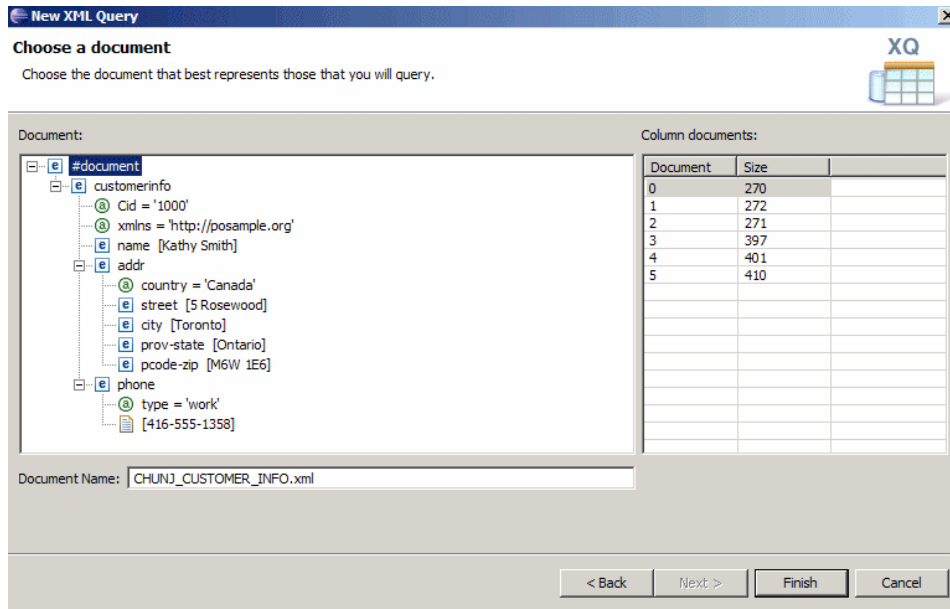 New XML Query
Choose a document
XQ
Choose the document that best represents those that you will query.
Document:
Column documents:
e #document
e customerinfo
a Cid = '1000'
a xmlns = 'http://posample.org'
e name [Kathy Smith]
e addr
a country = 'Canada'
e street [5 Rosewood]
e city [Toronto]
e prov-state [Ontario]
e pcode-zip [M6W 1E6]
e phone
a type = 'work'
[416-555-1358]
Document Size
0 270
1 272
2 271
3 397
4 401
5 410
Document Name: CHUNJ_CUSTOMER_INFO.xml
< Back Next > Finish Cancel